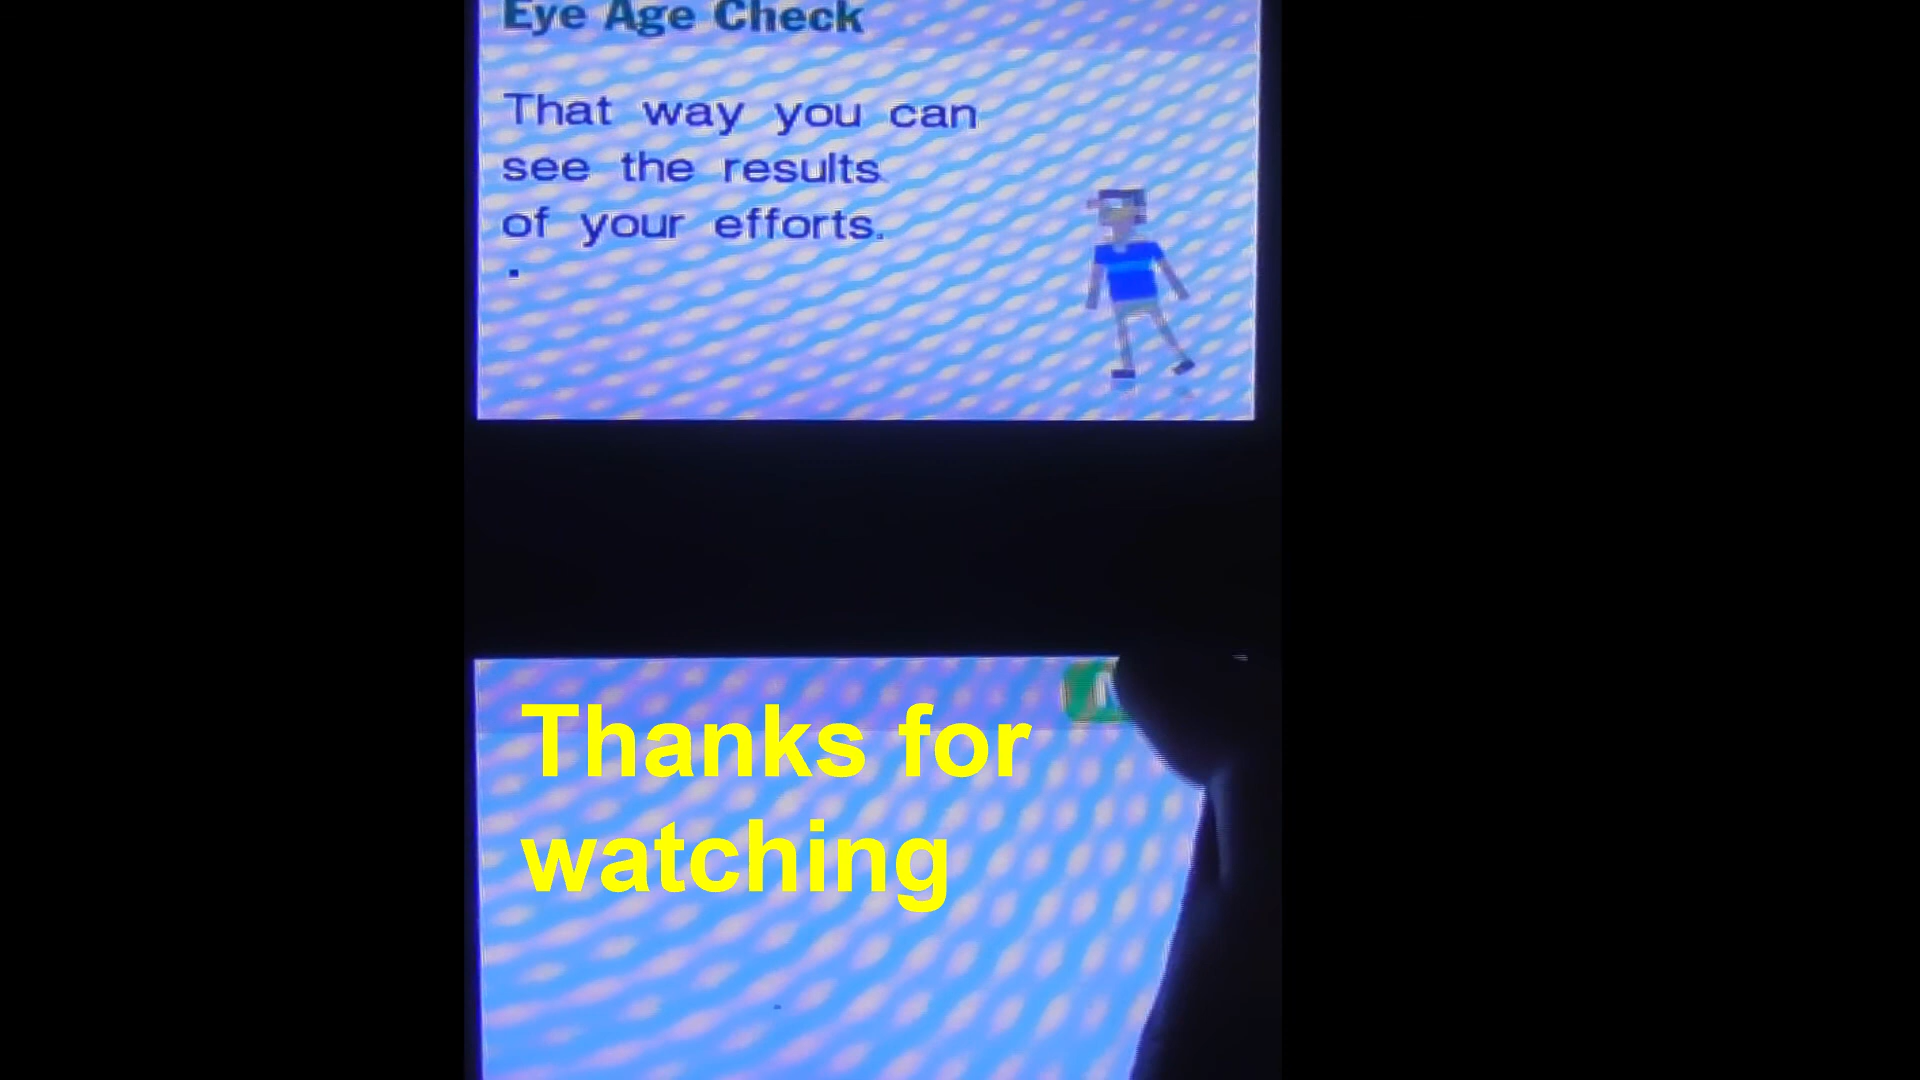 Eye Age Check
That way you can
see the results
of your efforts.
Thanks for
watching